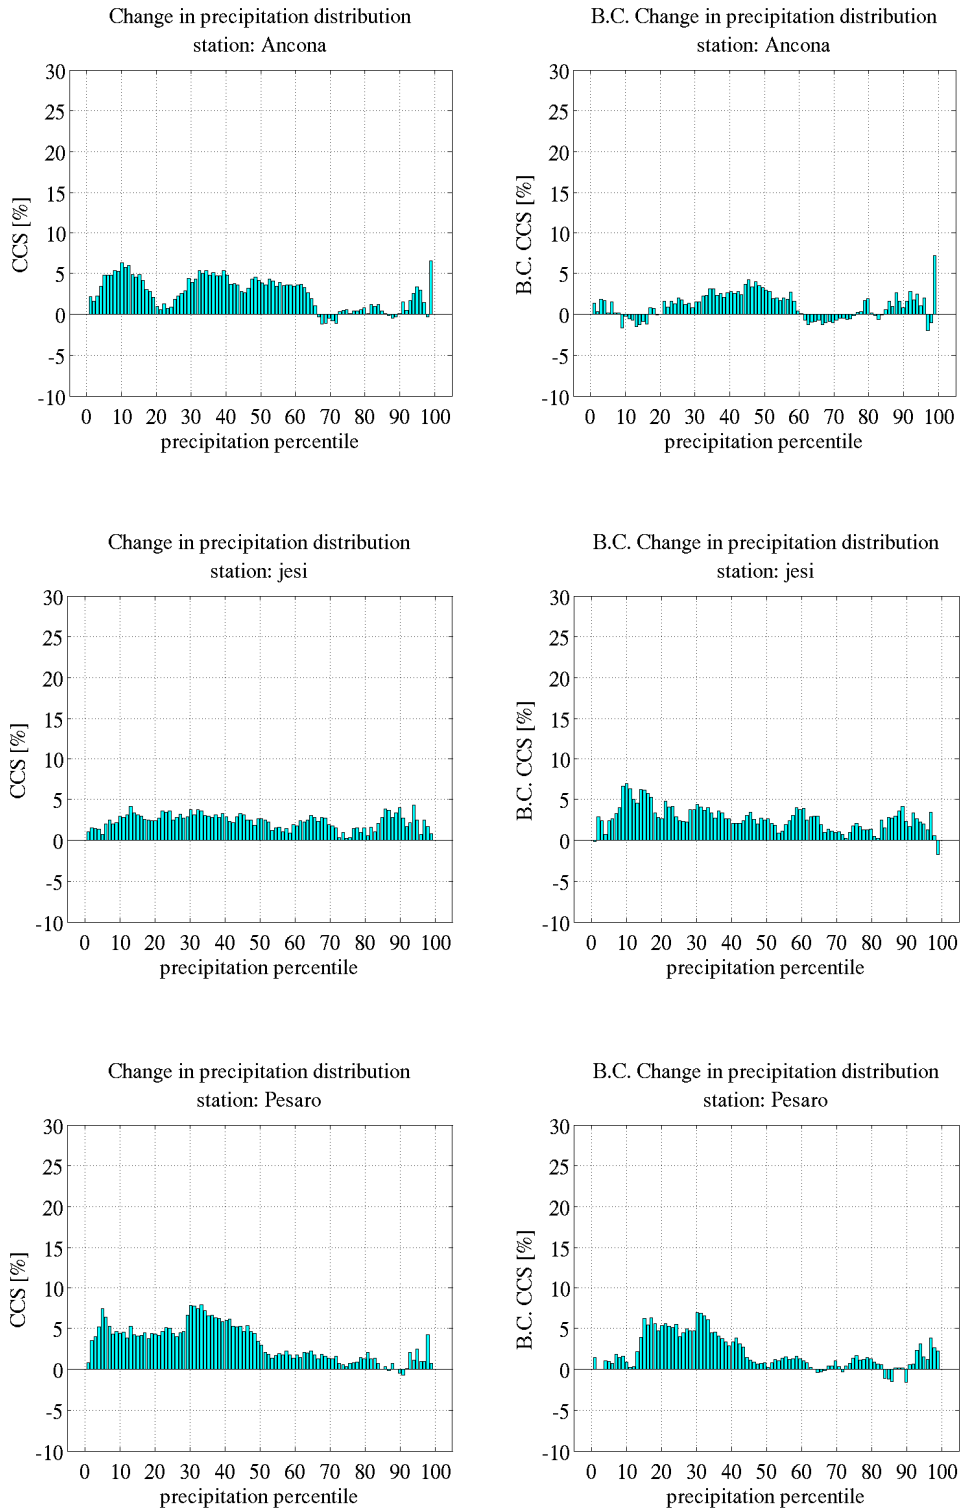 Change in precipitation distribution
station: Ancona
30
25
20
15
10
5
0
-5
-10
CCS [%]
0 10 20 30 40 50 60 70 80 90 100
precipitation percentile
B.C. Change in precipitation distribution
station: Ancona
30
25
20
15
10
5
0
-5
-10
B.C. CCS [%]
0 10 20 30 40 50 60 70 80 90 100
precipitation percentile
Change in precipitation distribution
station: jesi
30
25
20
15
10
5
0
-5
-10
CCS [%]
0 10 20 30 40 50 60 70 80 90 100
precipitation percentile
B.C. Change in precipitation distribution
station: jesi
30
25
20
15
10
5
0
-5
-10
B.C. CCS [%]
0 10 20 30 40 50 60 70 80 90 100
precipitation percentile
Change in precipitation distribution
station: Pesaro
30
25
20
15
10
5
0
-5
-10
CCS [%]
0 10 20 30 40 50 60 70 80 90 100
precipitation percentile
B.C. Change in precipitation distribution
station: Pesaro
30
25
20
15
10
5
0
-5
-10
B.C. CCS [%]
0 10 20 30 40 50 60 70 80 90 100
precipitation percentile